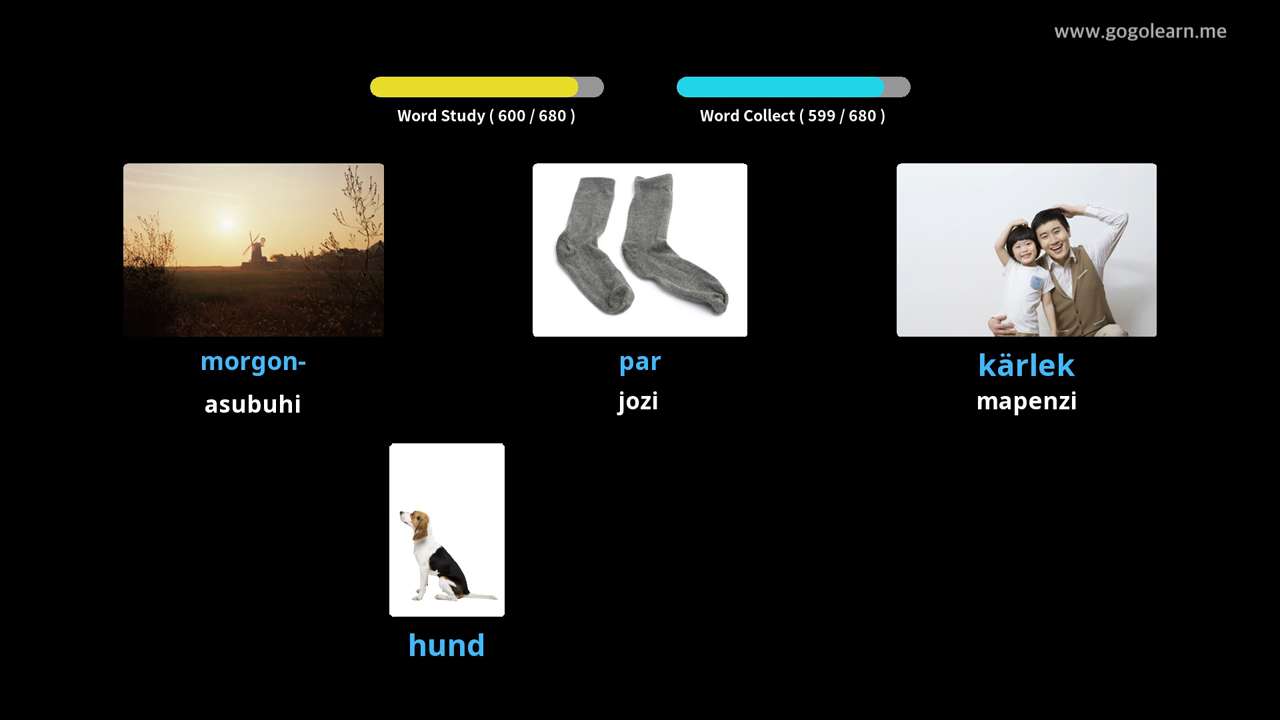 www.gogolearn.me
Word Study ( 600 / 680 )
Word Collect ( 599 / 680 )
morgon-
asubuhi
par
jozi
kärlek
mapenzi
hund